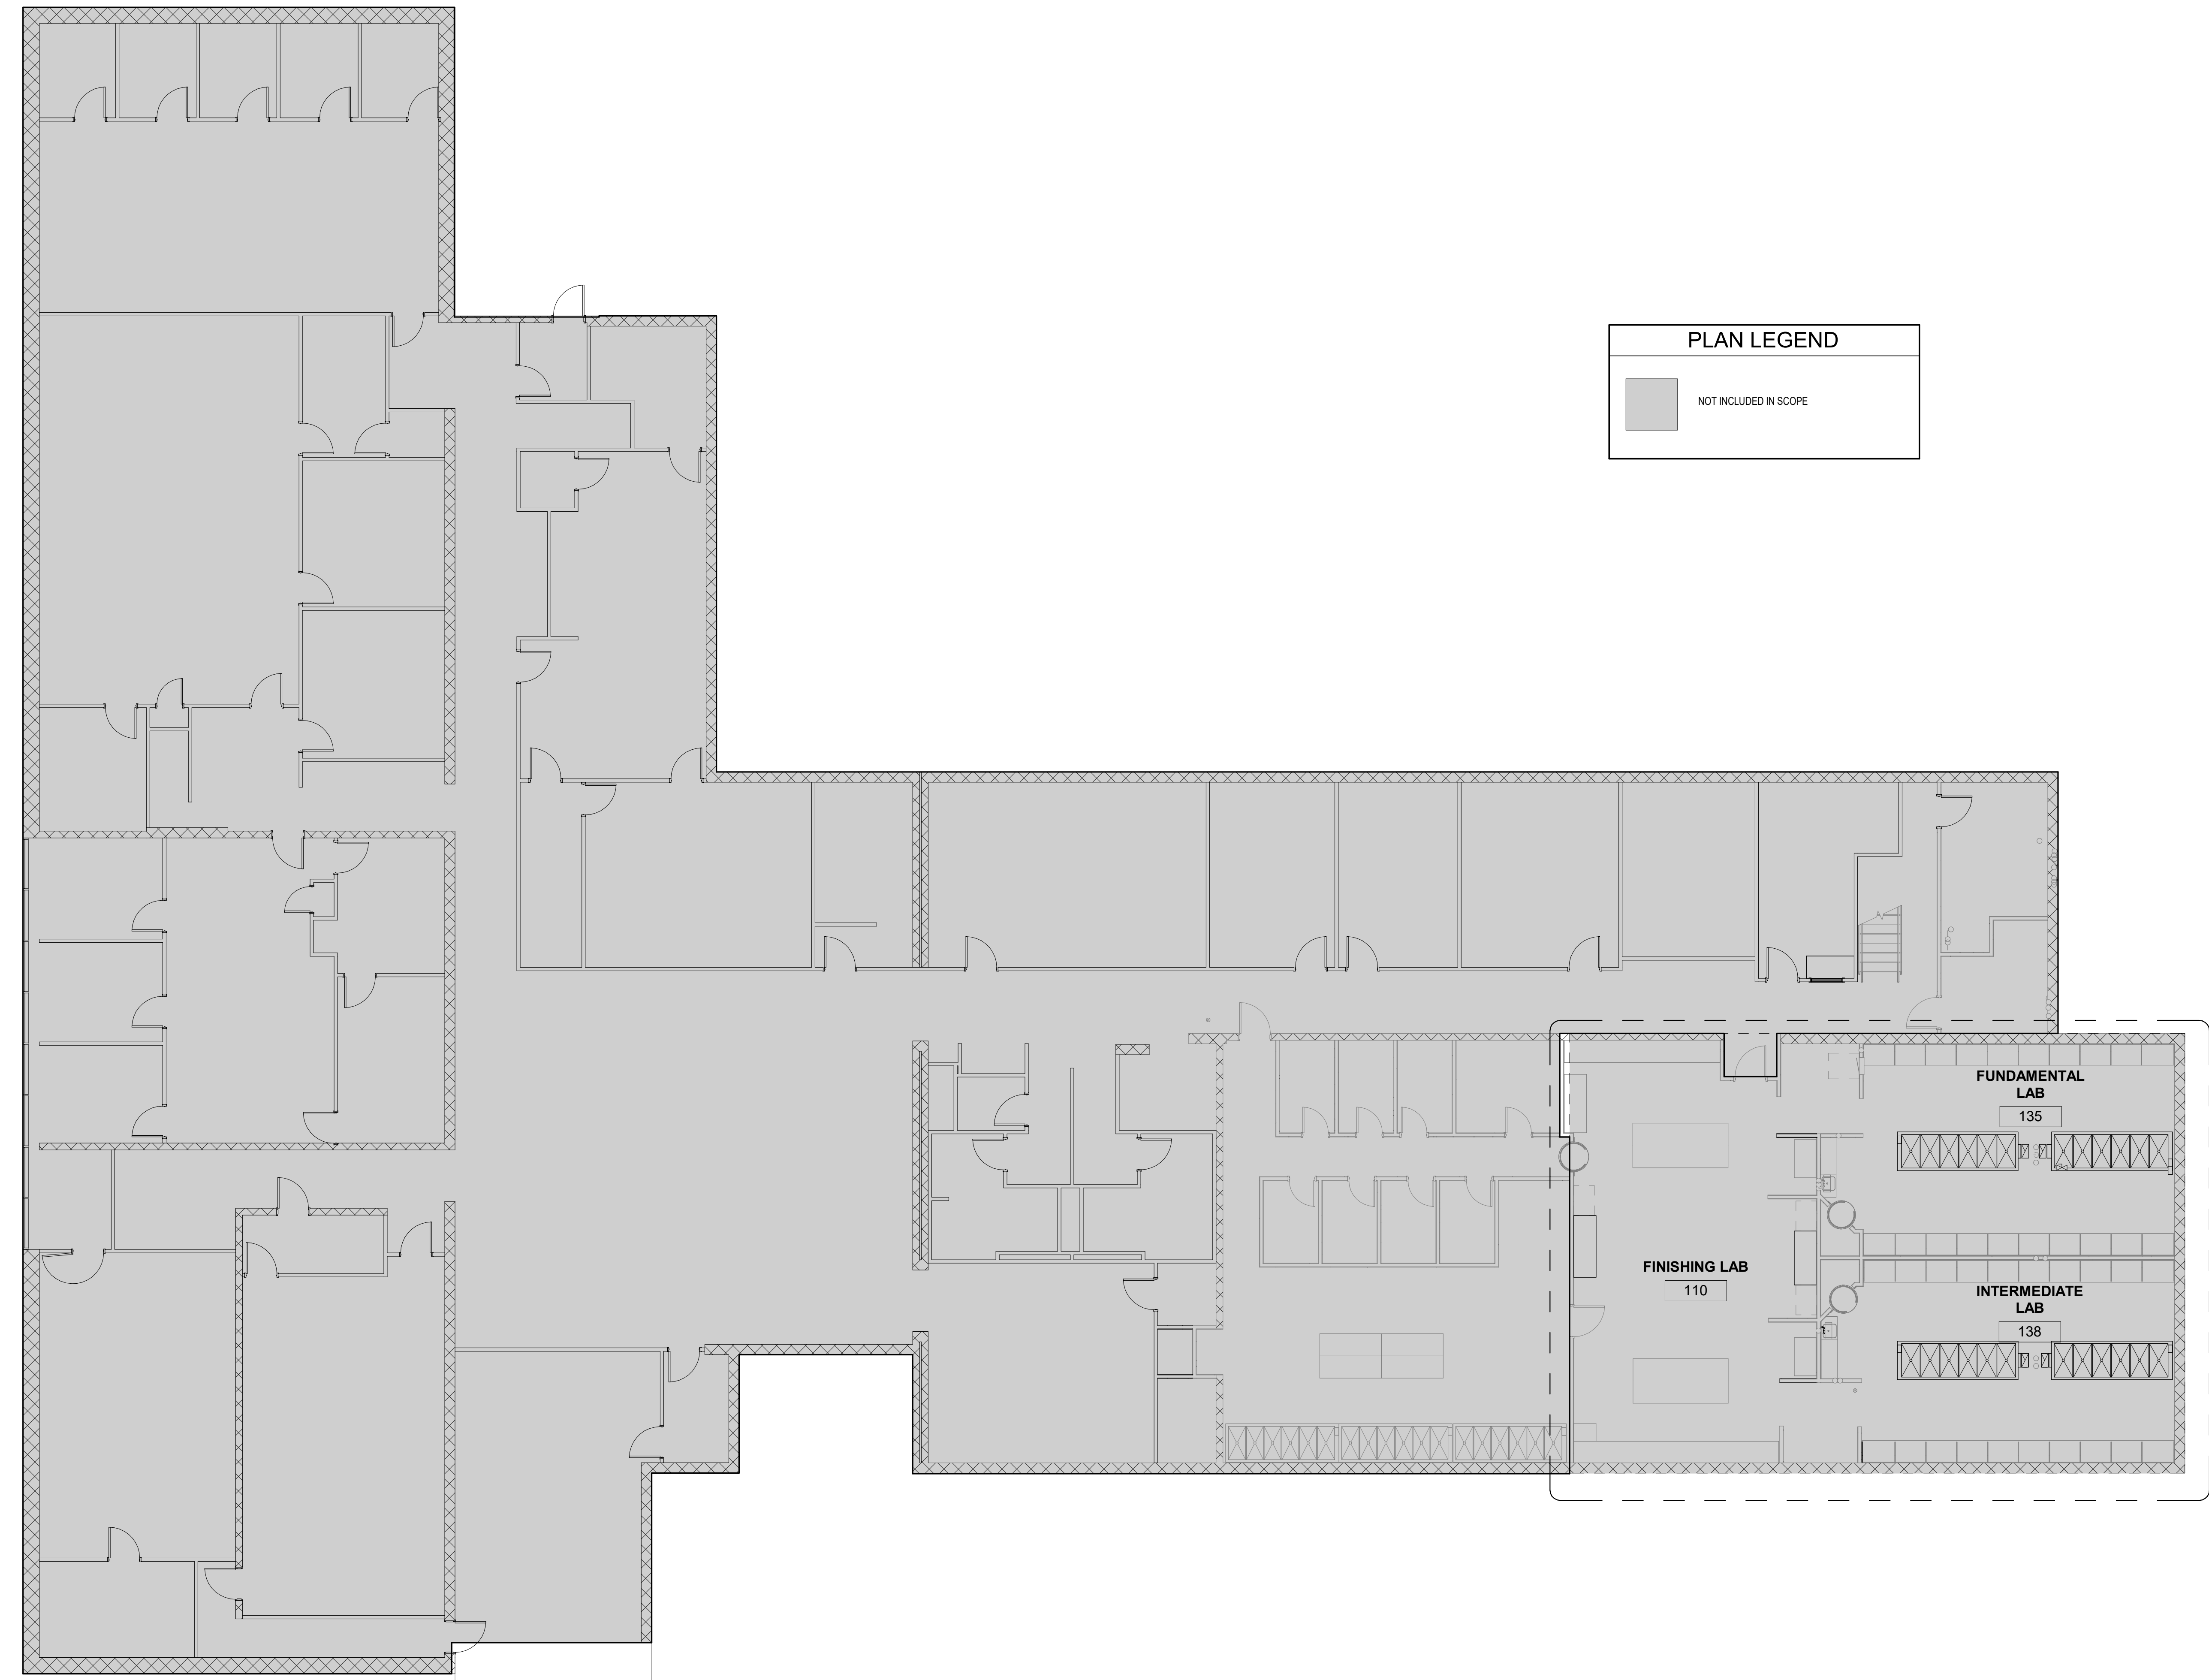 PLAN LEGEND
NOT INCLUDED IN SCOPE
FUNDAMENTAL
LAB
135
FINISHING LAB
110
INTERMEDIATE
LAB
138